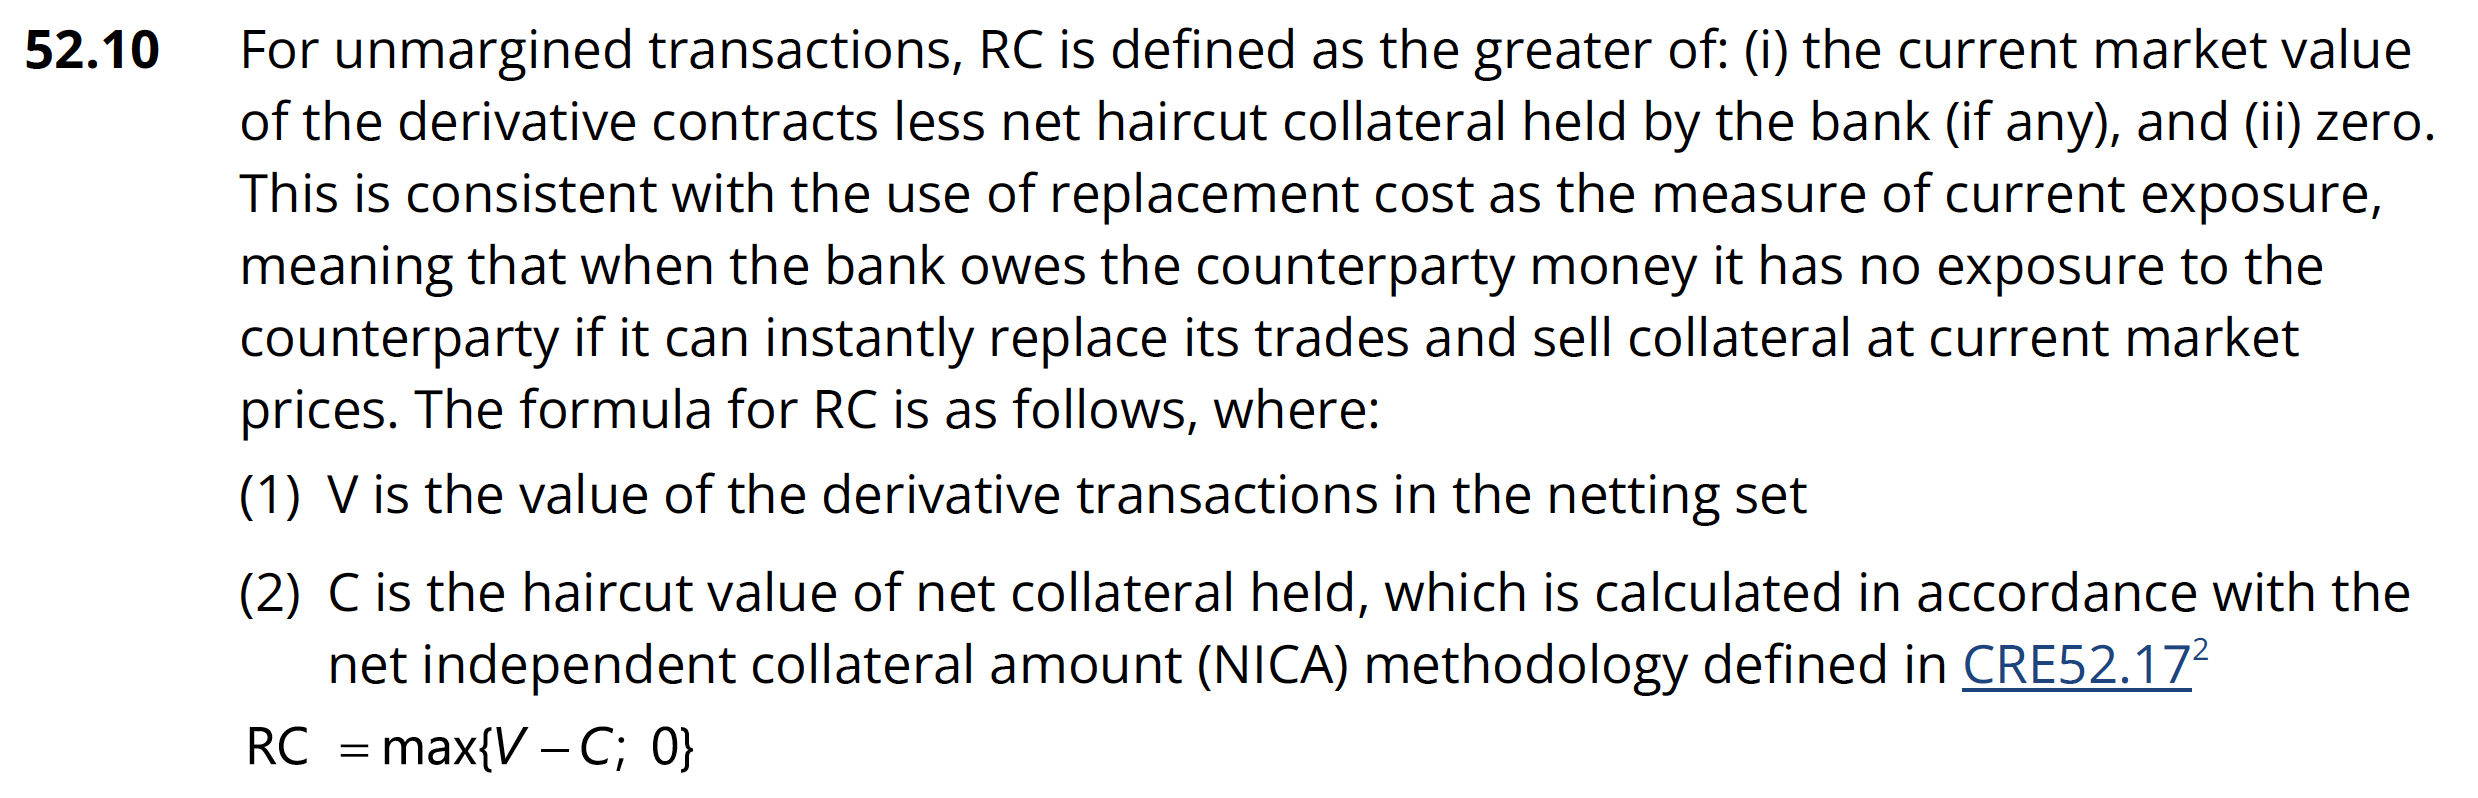 52.10 For unmargined transactions, RC is defined as the greater of: (i) the current market value
of the derivative contracts less net haircut collateral held by the bank (if any), and (ii) zero.
This is consistent with the use of replacement cost as the measure of current exposure,
meaning that when the bank owes the counterparty money it has no exposure to the
counterparty if it can instantly replace its trades and sell collateral at current market
prices. The formula for RC is as follows, where:
(1) V is the value of the derivative transactions in the netting set
(2) C is the haircut value of net collateral held, which is calculated in accordance with the
net independent collateral amount (NICA) methodology defined in CRE52.17²
RC = max{V – C; 0}